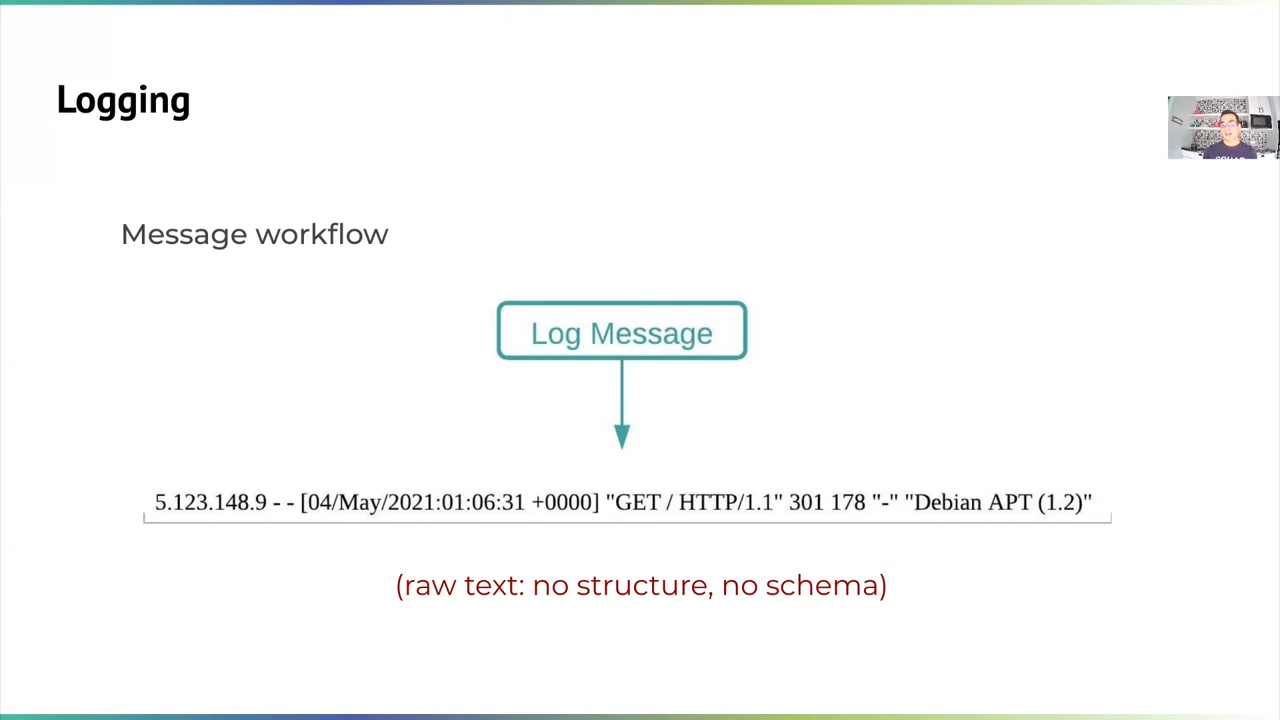 Logging
Message workflow
Log Message
5.123.148.9 - - [04/May/2021:01:06:31 +0000] "GET / HTTP/1.1" 301 178 "-" "Debian APT (1.2)"
(raw text: no structure, no schema)